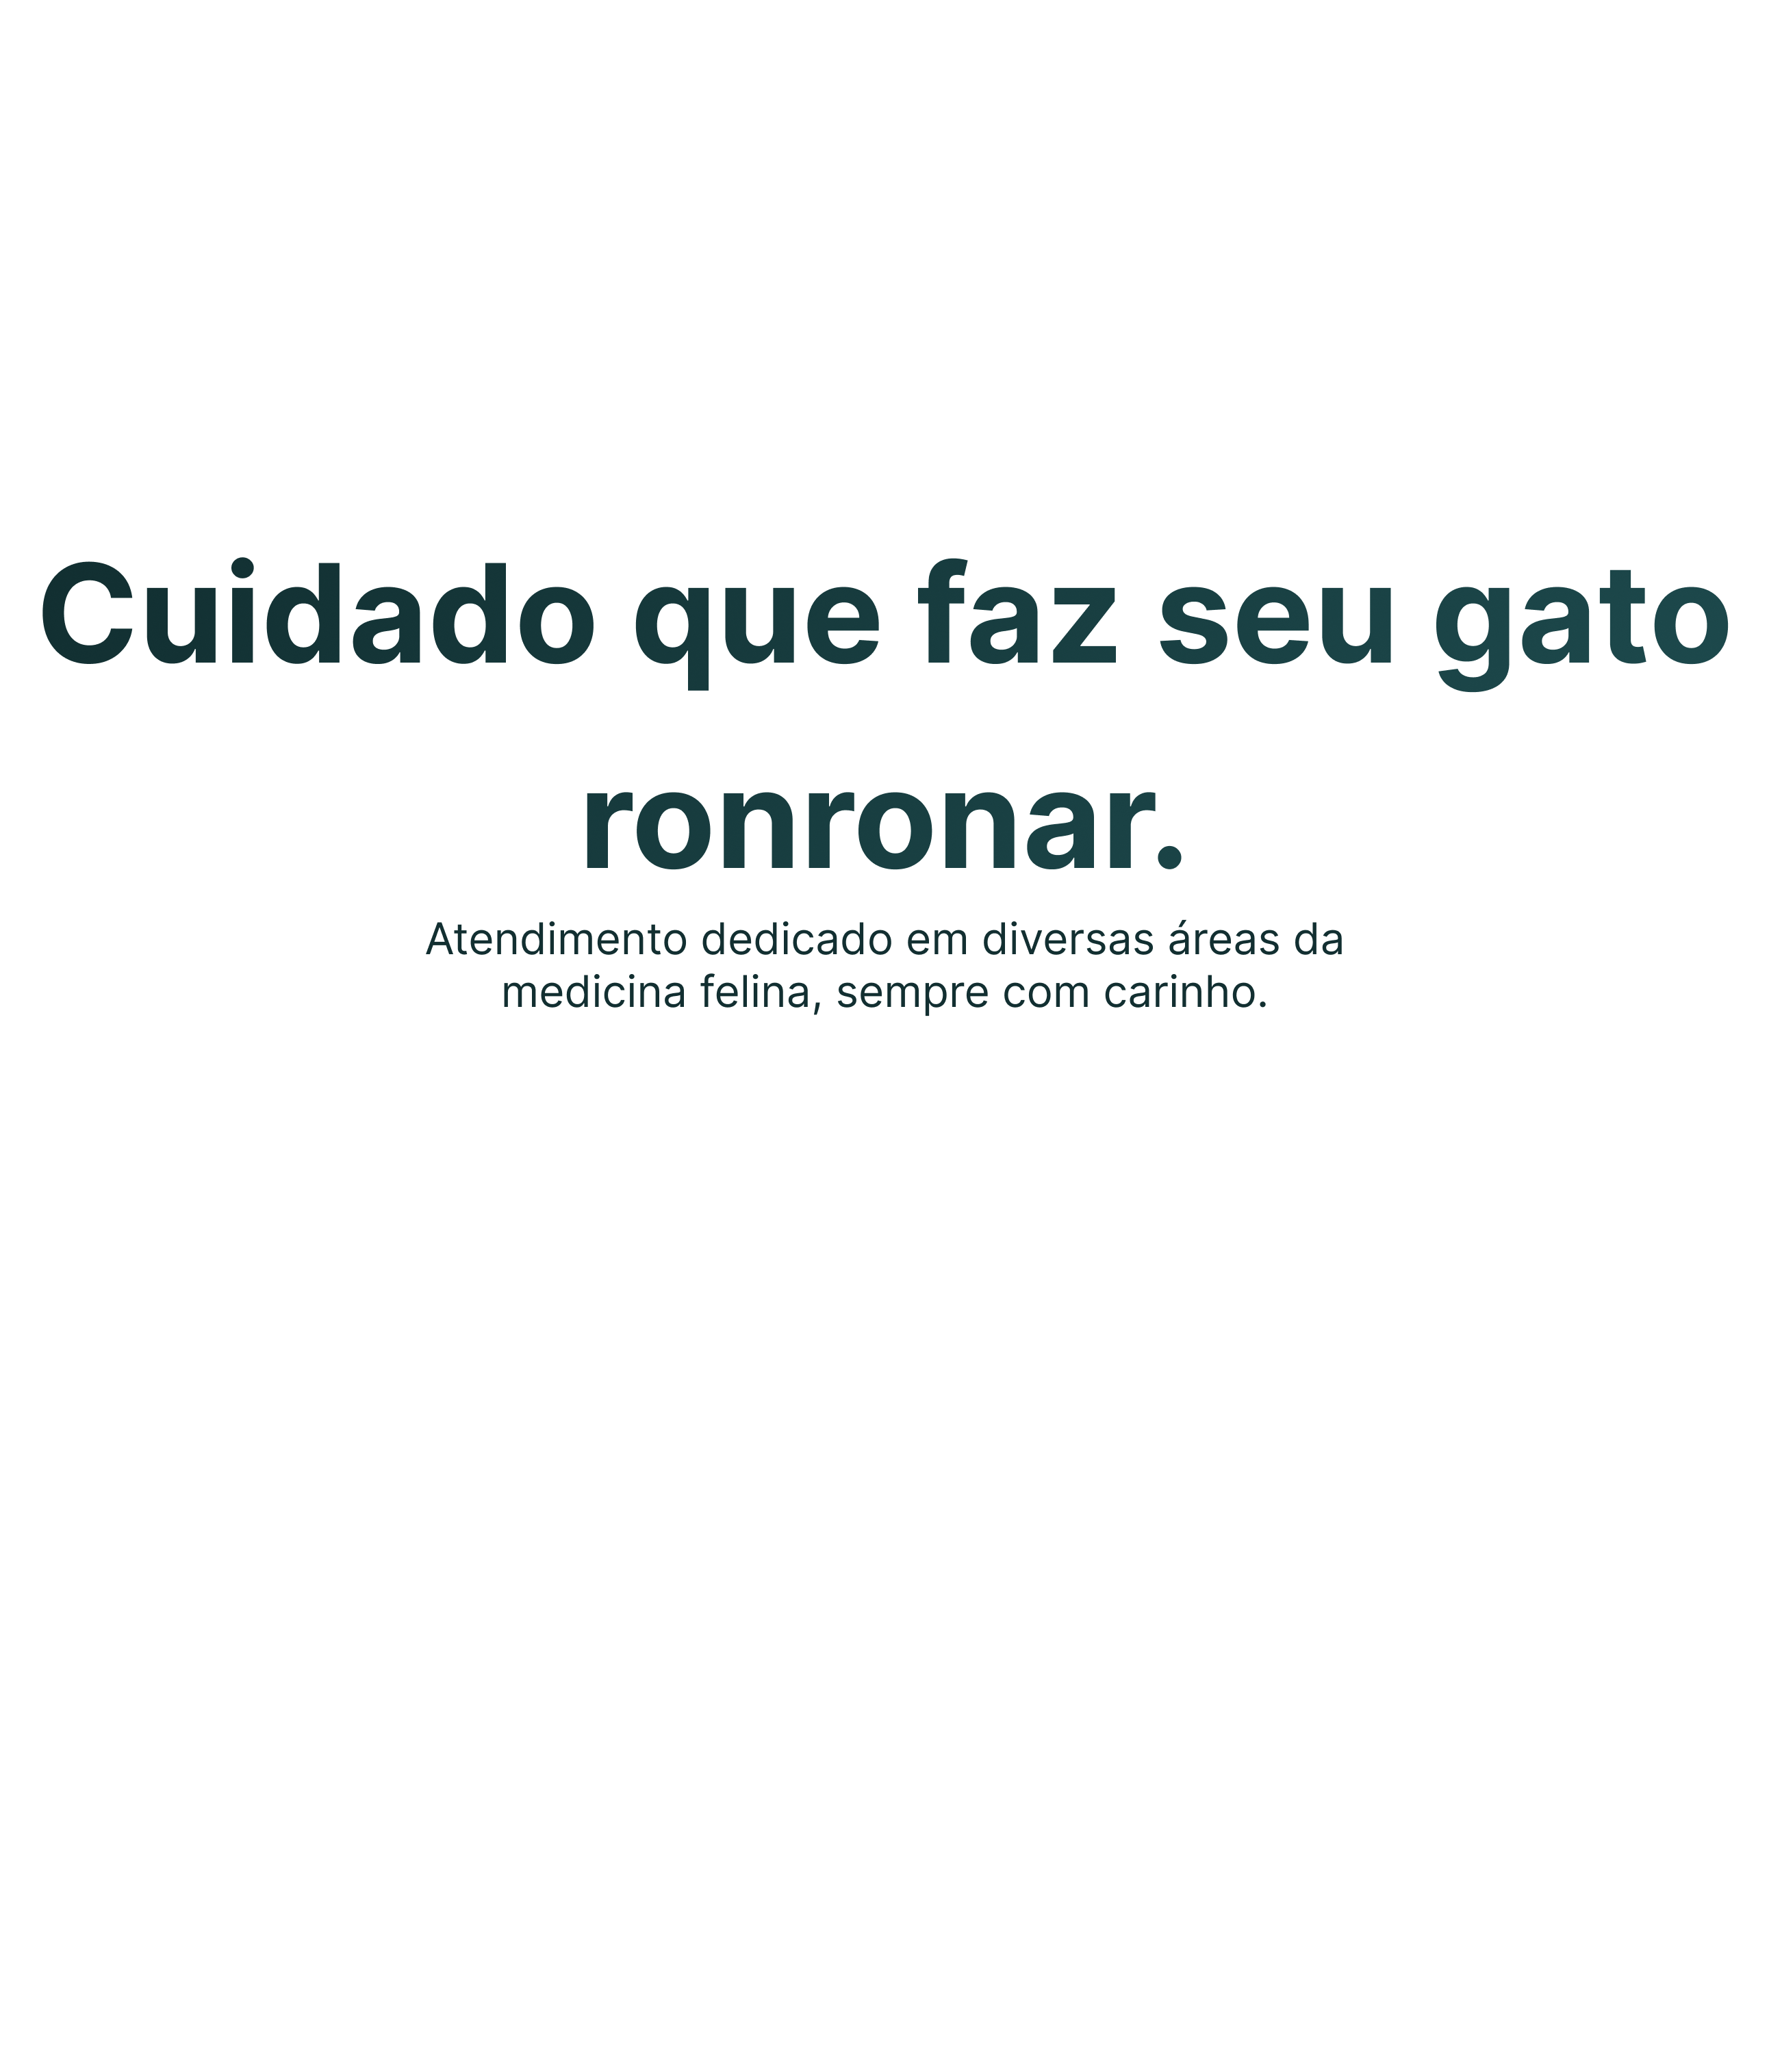 Cuidado que faz seu gato
ronronar.
Atendimento dedicado em diversas áreas da
medicina felina, sempre com carinho.